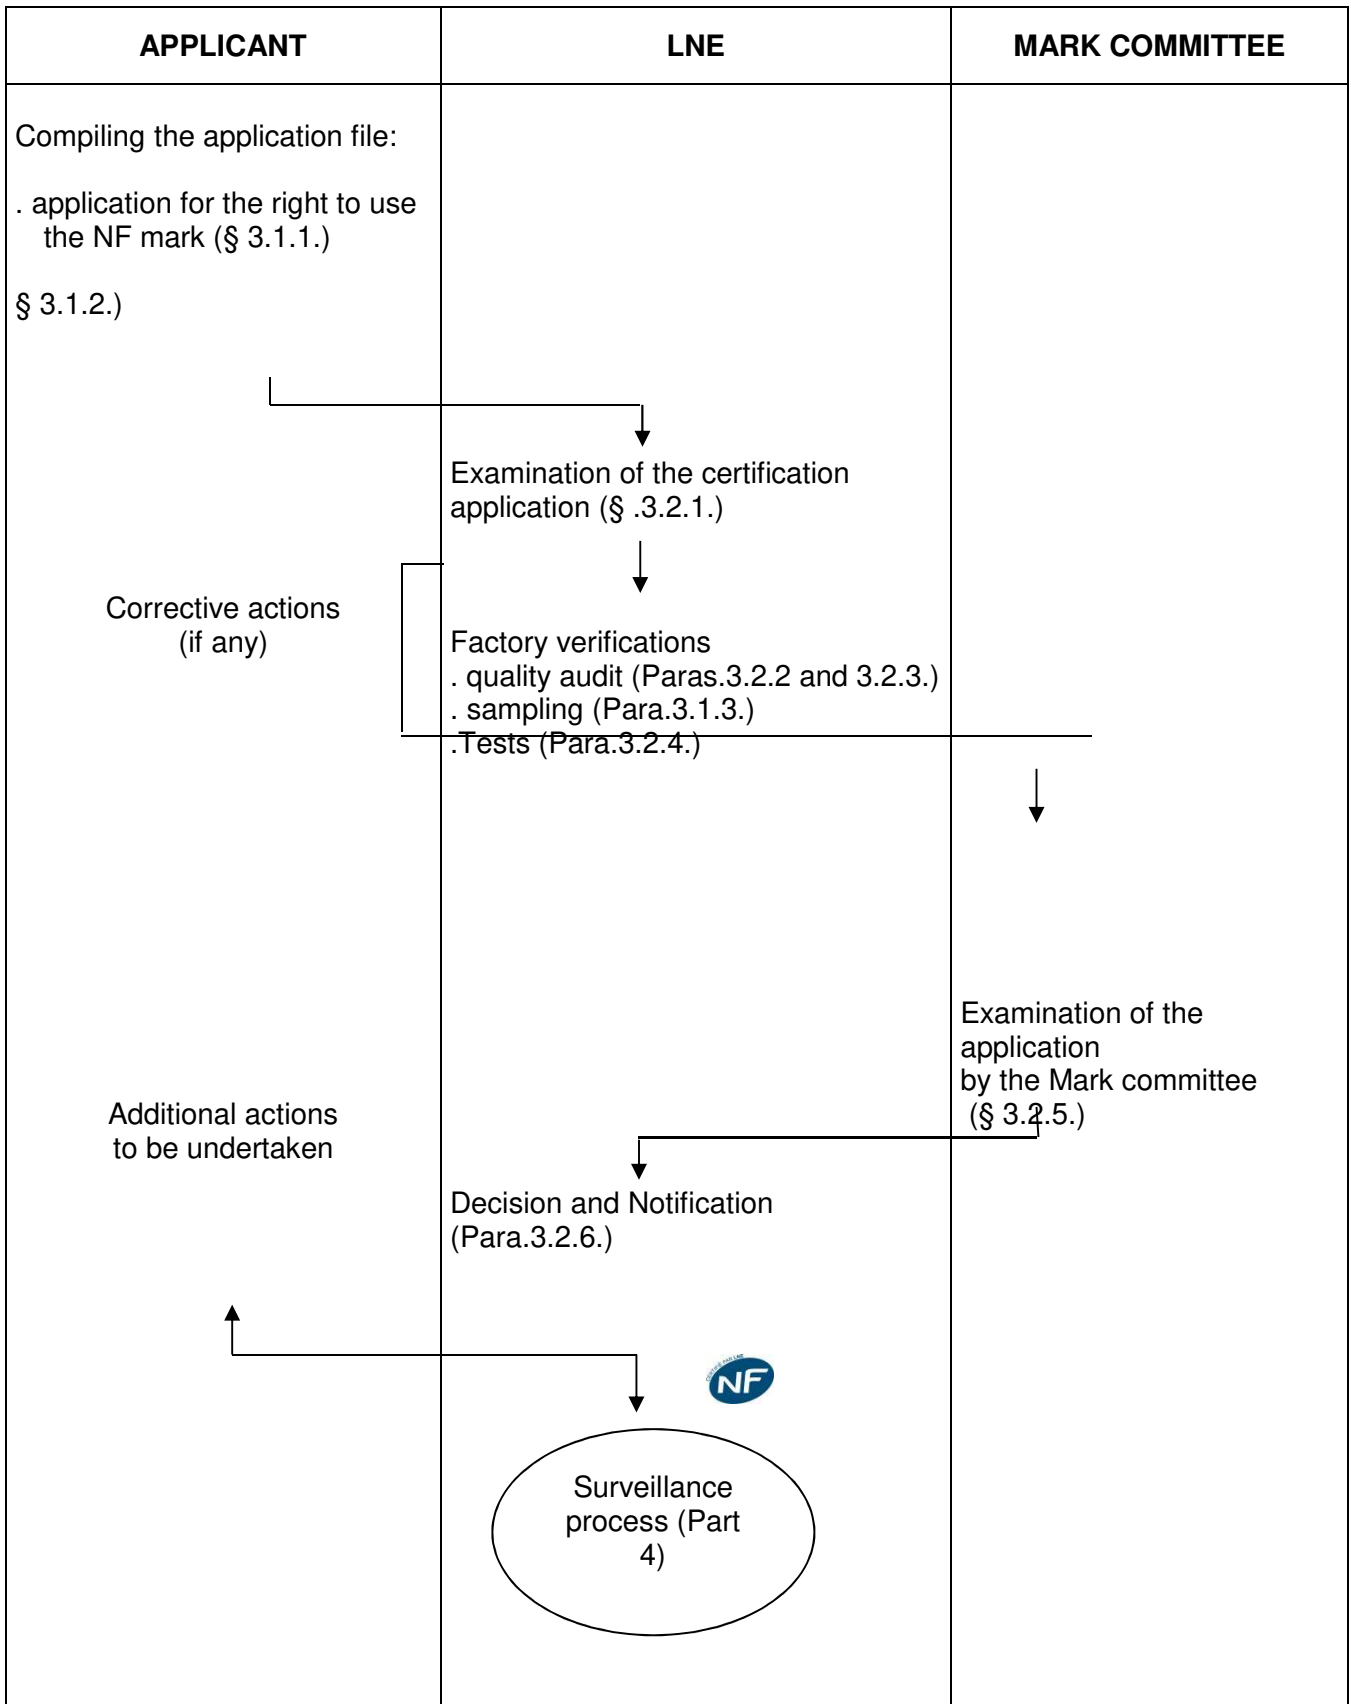 APPLICANT
LNE
MARK COMMITTEE
Compiling the application file:
. application for the right to use
the NF mark (§ 3.1.1.)
§ 3.1.2.)
Examination of the certification
application (§ .3.2.1.)
Corrective actions
(if any)
Factory verifications
. quality audit (Paras.3.2.2 and 3.2.3.)
. sampling (Para.3.1.3.)
.Tests (Para.3.2.4.)
Examination of the
application
by the Mark committee
(§ 3.2.5.)
Additional actions
to be undertaken
Decision and Notification
(Para.3.2.6.)
CERTIFIÉ PAR LNE
NF
Surveillance
process (Part
4)